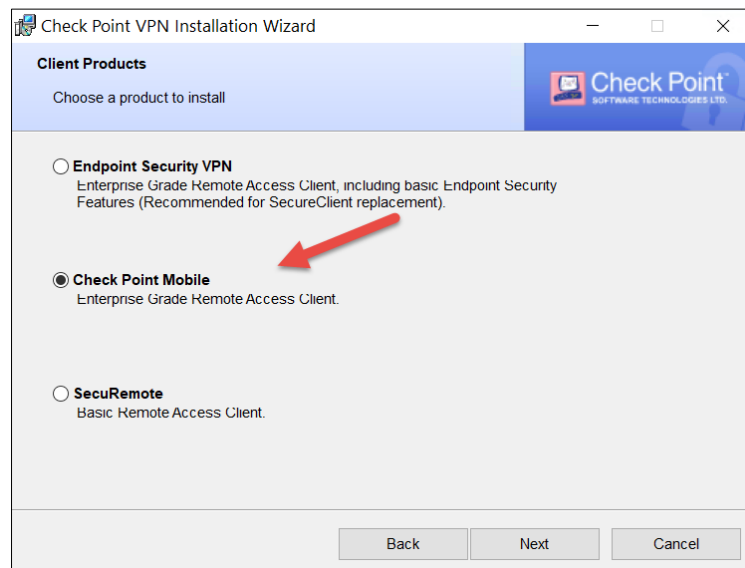 Check Point VPN Installation Wizard
Client Products
Choose a product to install
Check Point™
SOFTWARE TECHNOLOGIES LTD.
Endpoint Security VPN
Enterprise Grade Remote Access Client, including basic Endpoint Security
Features (Recommended for SecureClient replacement).
Check Point Mobile
Enterprise Grade Remote Access Client.
SecuRemote
Basic Remote Access Client.
Back
Next
Cancel